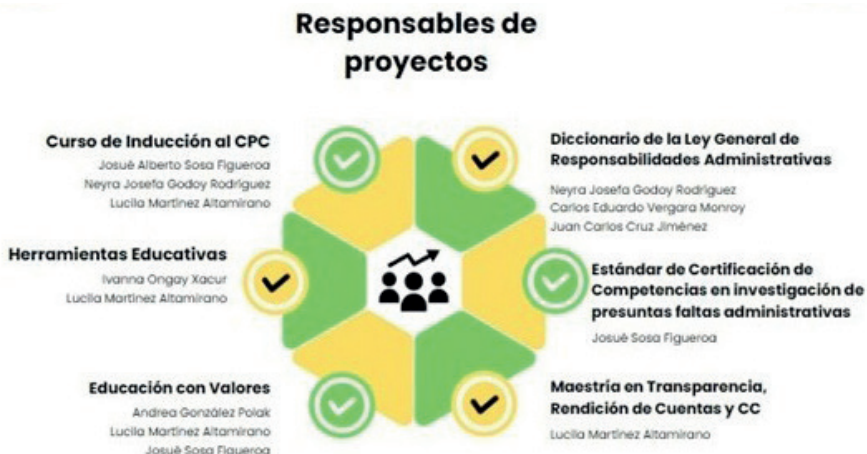 Responsables de
proyectos
Curso de Inducción al CPC
Josué Alberto Sosa Figueroa
Neyra Josefa Godoy Rodríguez
Lucila Martínez Altamirano
Herramientas Educativas
Ivanna Ongay Xacur
Lucila Martínez Altamirano
Educación con Valores
Andrea González Polak
Lucila Martínez Altamirano
Josué Sosa Figueroa
Diccionario de la Ley General de
Responsabilidades Administrativas
Neyra Josefa Godoy Rodríguez
Carlos Eduardo Vergara Monroy
Juan Carlos Cruz Jiménez
Estándar de Certificación de
Competencias en investigación de
presuntas faltas administrativas
Josué Sosa Figueroa
Maestría en Transparencia,
Rendición de Cuentas y CC
Lucila Martínez Altamirano